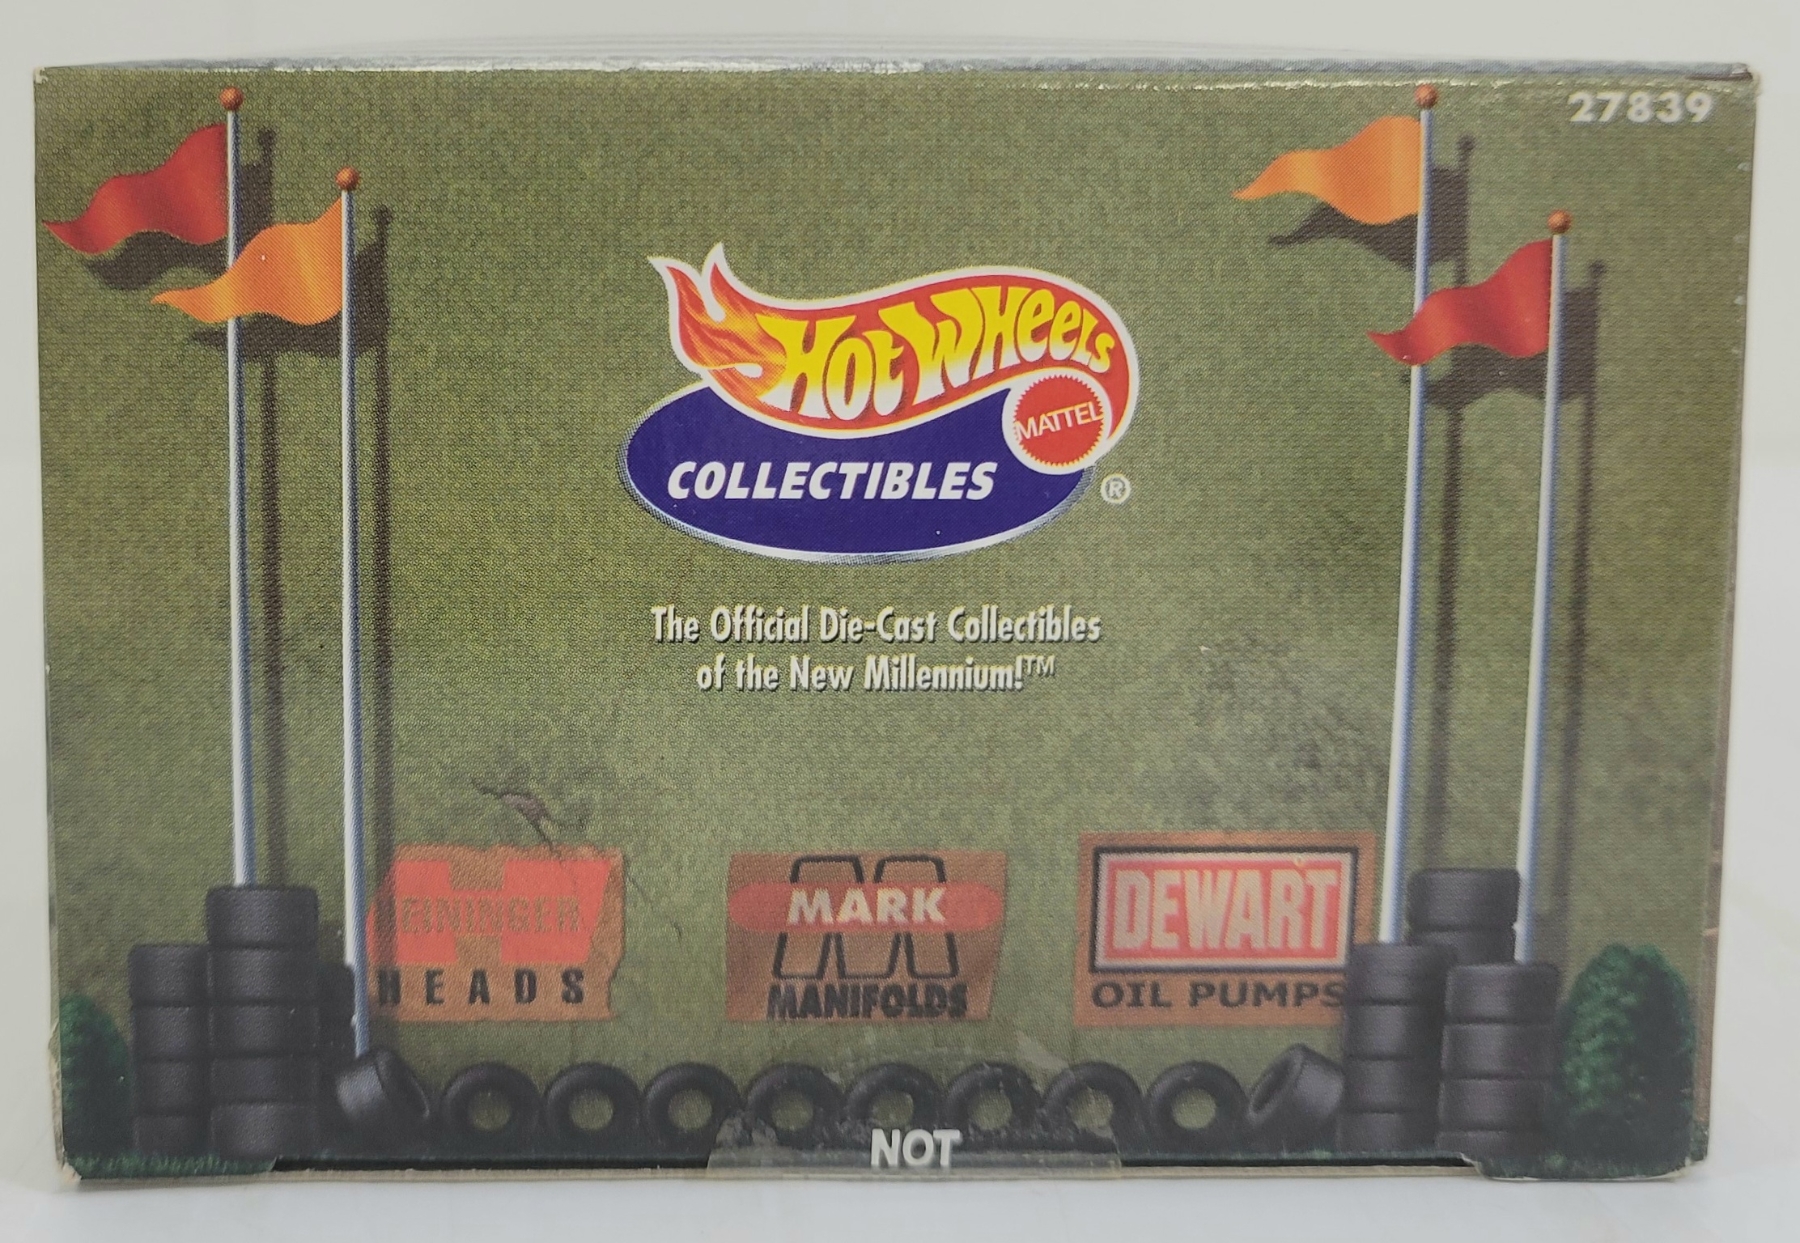 27839
Hot Wheels
MATTEL
COLLECTIBLES
®
The Official Die-Cast Collectibles
of the New Millennium!™
HEININGER
HEADS
MARK
MANIFOLDS
DEWART
OIL PUMPS
NOT